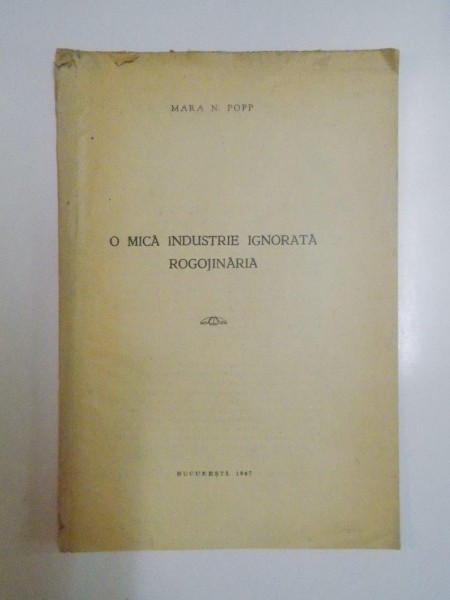 MARA N. POPP
O MICĂ INDUSTRIE IGNORATĂ
ROGOJINĂRIA
BUCUREȘTI, 1947